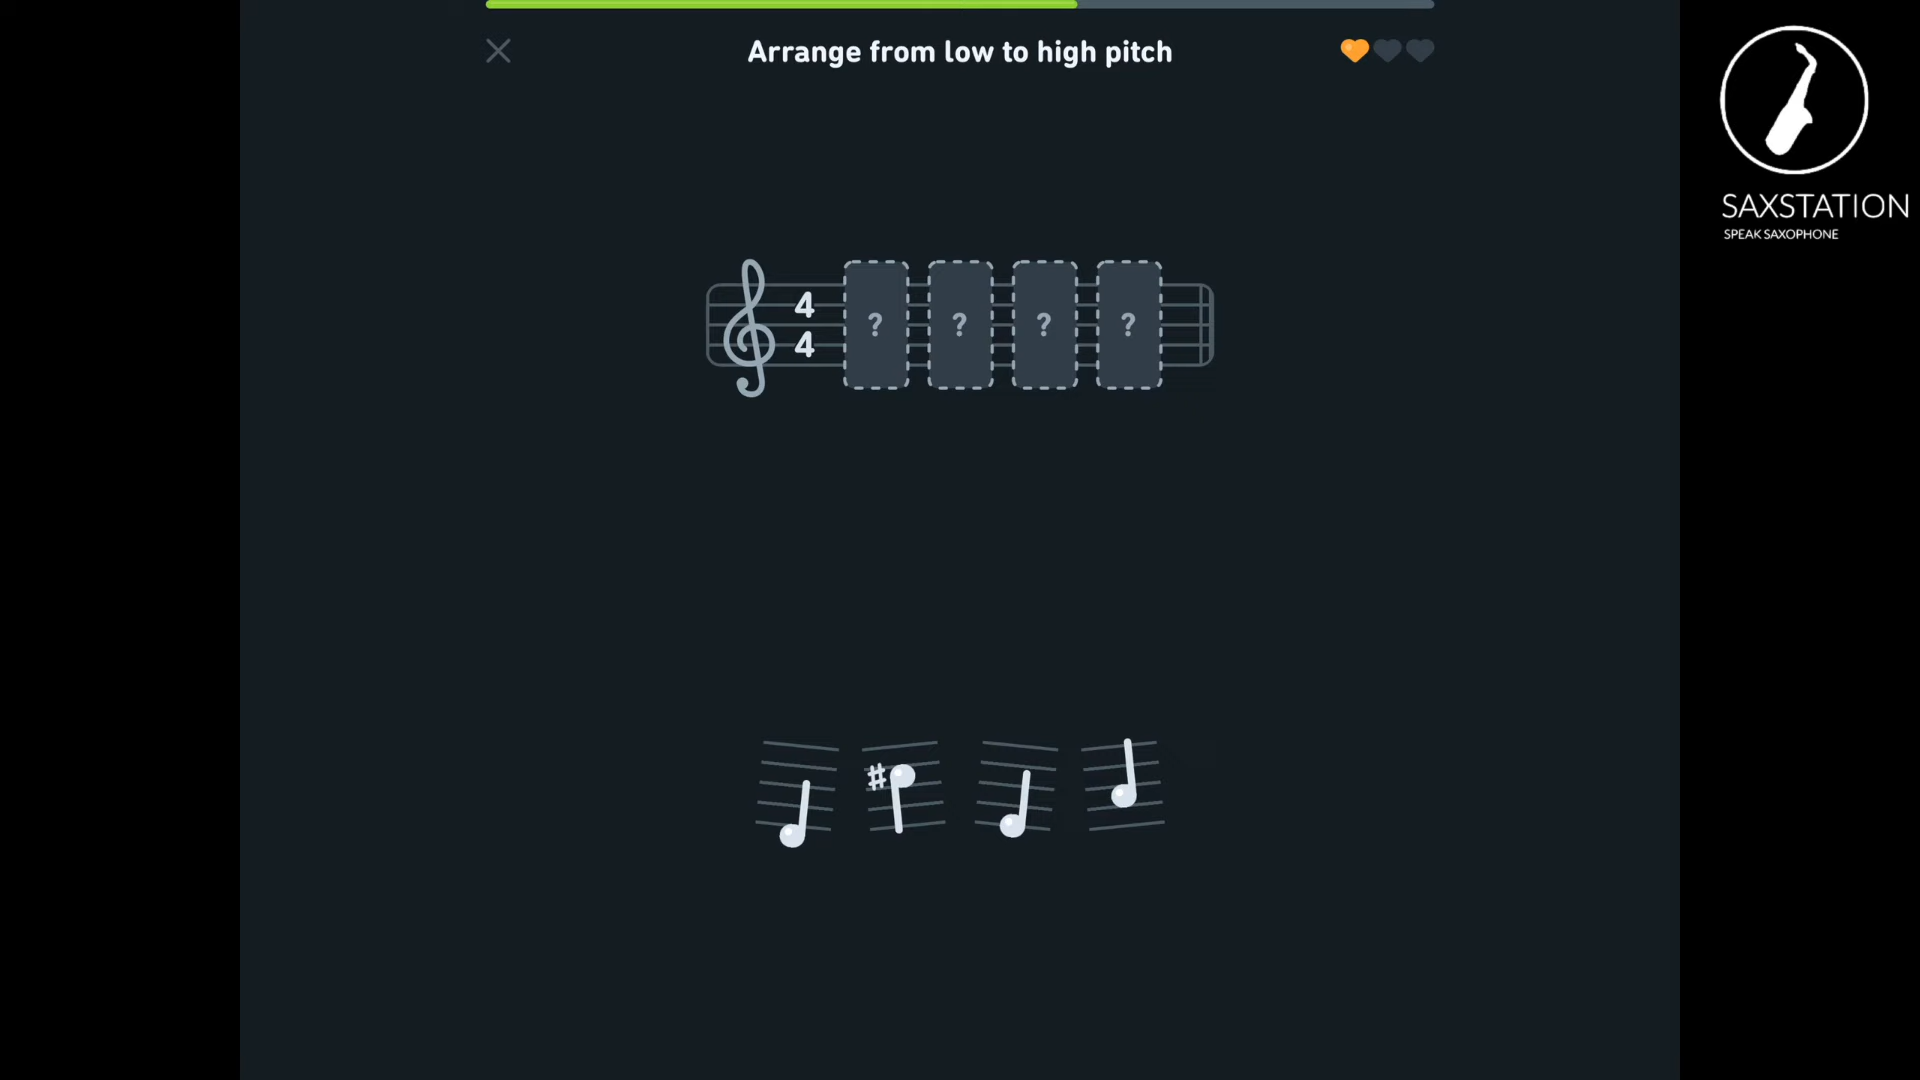 Arrange from low to high pitch
SAXSTATION
SPEAK SAXOPHONE
4
4
? ? ? ?
#